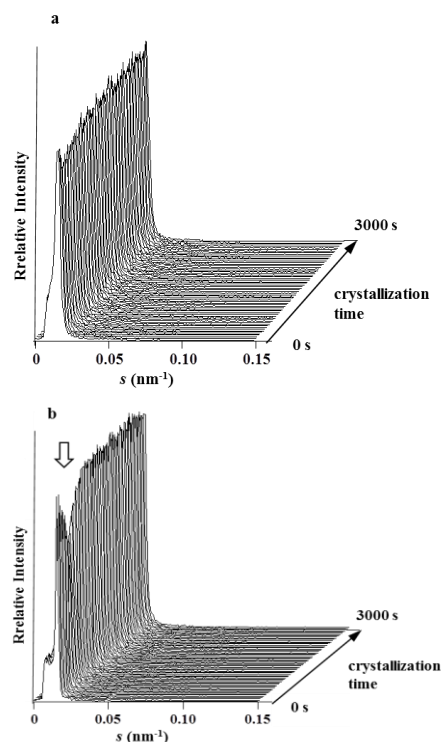 a
Rrelative Intensity
3000 s
crystallization
time
0 s
0
0.05
0.10
0.15
s (nm-1)
b
Rrelative Intensity
3000 s
crystallization
time
0 s
0
0.05
0.10
0.15
s (nm-1)